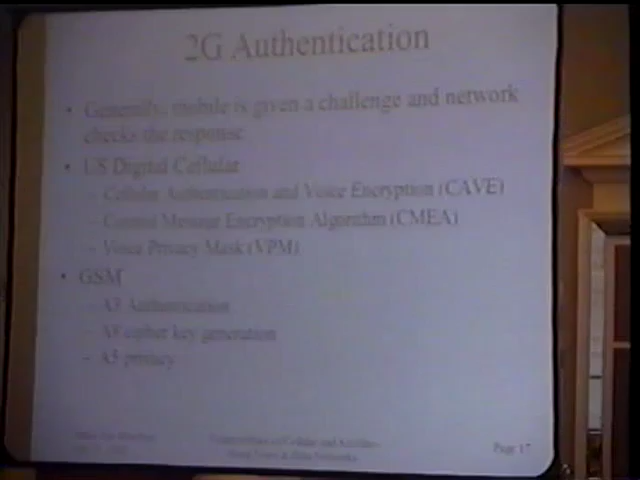 2G Authentication
• Generally, mobile is given a challenge and network
checks the response
• US Digital Cellular
– Cellular Authentication and Voice Encryption (CAVE)
– Control Message Encryption Algorithm (CMEA)
– Voice Privacy Mask (VPM)
• GSM
– A3 Authentication
– A8 cipher key generation
– A5 privacy
Page 17